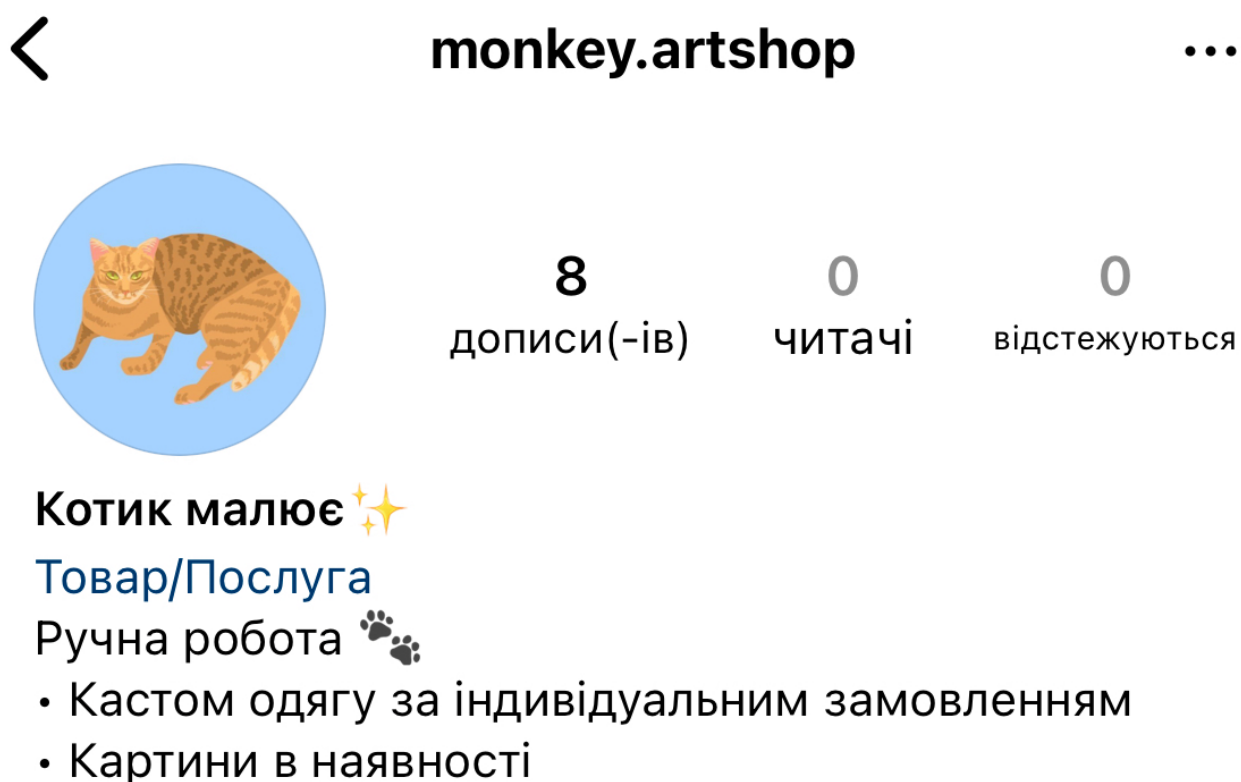 monkey.artshop
8 0 0
дописи(-ів) читачі відстежуються
Котик малює✨
Товар/Послуга
Ручна робота 🐾
• Кастом одягу за індивідуальним замовленням
• Картини в наявності